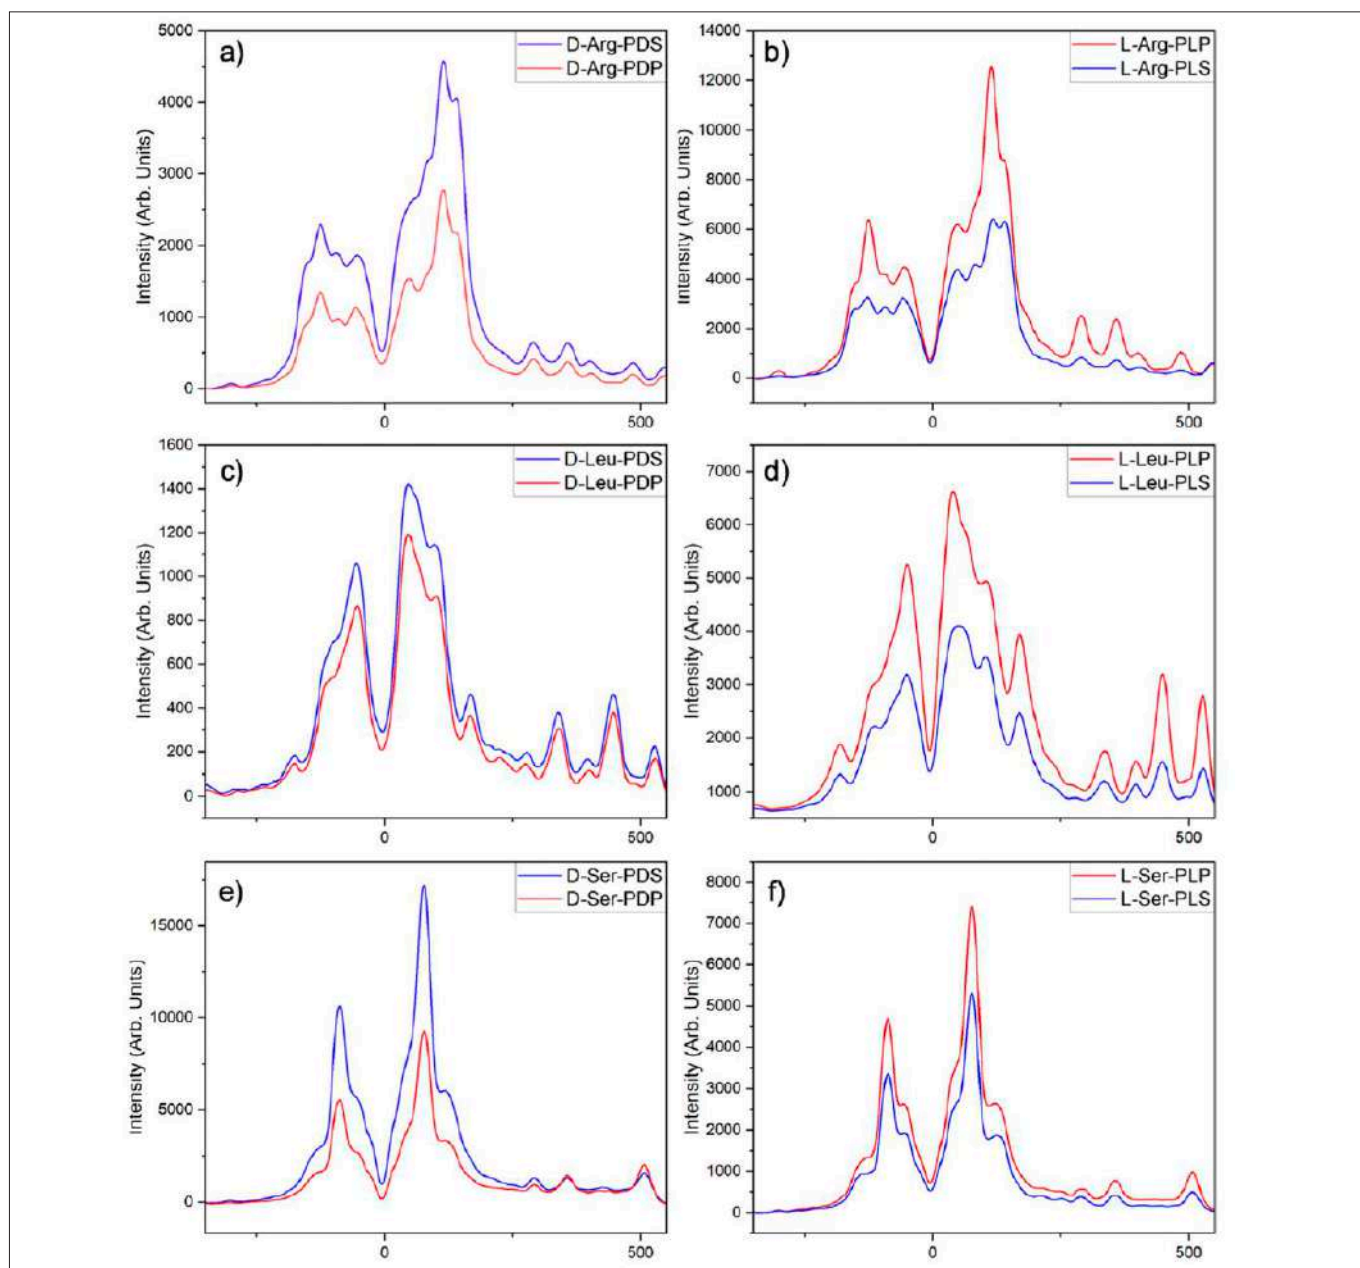 a)
D-Arg-PDS
D-Arg-PDP
Intensity (Arb. Units)
5000
4000
3000
2000
1000
0
0
500
b)
L-Arg-PLP
L-Arg-PLS
Intensity (Arb. Units)
14000
12000
10000
8000
6000
4000
2000
0
0
500
c)
D-Leu-PDS
D-Leu-PDP
Intensity (Arb. Units)
1600
1400
1200
1000
800
600
400
200
0
0
500
d)
L-Leu-PLP
L-Leu-PLS
Intensity (Arb. Units)
7000
6000
5000
4000
3000
2000
1000
0
500
e)
D-Ser-PDS
D-Ser-PDP
Intensity (Arb. Units)
15000
10000
5000
0
0
500
f)
L-Ser-PLP
L-Ser-PLS
Intensity (Arb. Units)
8000
7000
6000
5000
4000
3000
2000
1000
0
0
500